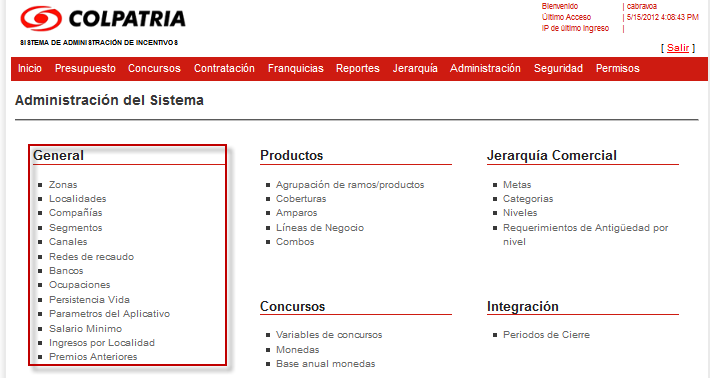 COLPATRIA
SISTEMA DE ADMINISTRACIÓN DE INCENTIVOS
Bienvenido | cabravoa
Último Acceso | 5/15/2012 4:08:43 PM
IP de último Ingreso |
[ Salir ]
Inicio Presupuesto Concursos Contratación Franquicias Reportes Jerarquía Administración Seguridad Permisos
Administración del Sistema
General
Zonas
Localidades
Compañías
Segmentos
Canales
Redes de recaudo
Bancos
Ocupaciones
Persistencia Vida
Parametros del Aplicativo
Salario Minimo
Ingresos por Localidad
Premios Anteriores
Productos
Agrupación de ramos/productos
Coberturas
Amparos
Líneas de Negocio
Combos
Jerarquía Comercial
Metas
Categorias
Niveles
Requerimientos de Antigüedad por
nivel
Concursos
Variables de concursos
Monedas
Base anual monedas
Integración
Periodos de Cierre